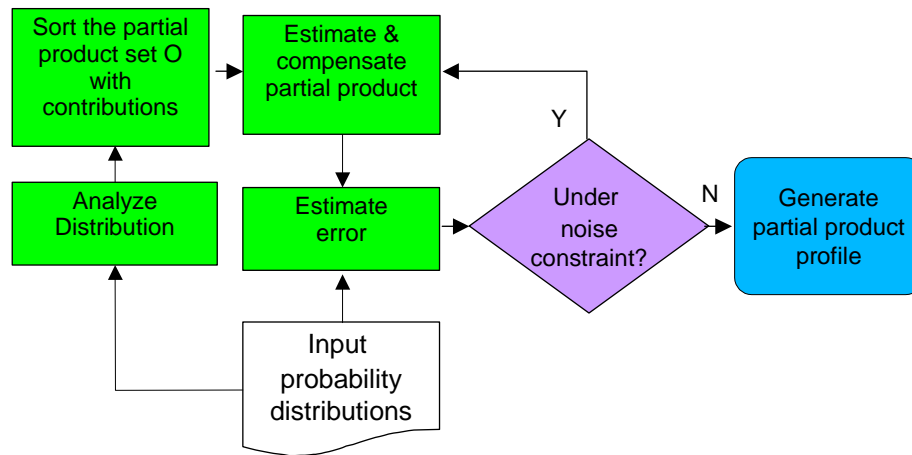 Sort the partial
product set O
with
contributions
Estimate &
compensate
partial product
Y
Analyze
Distribution
Estimate
error
Under
noise
constraint?
N
Generate
partial product
profile
Input
probability
distributions